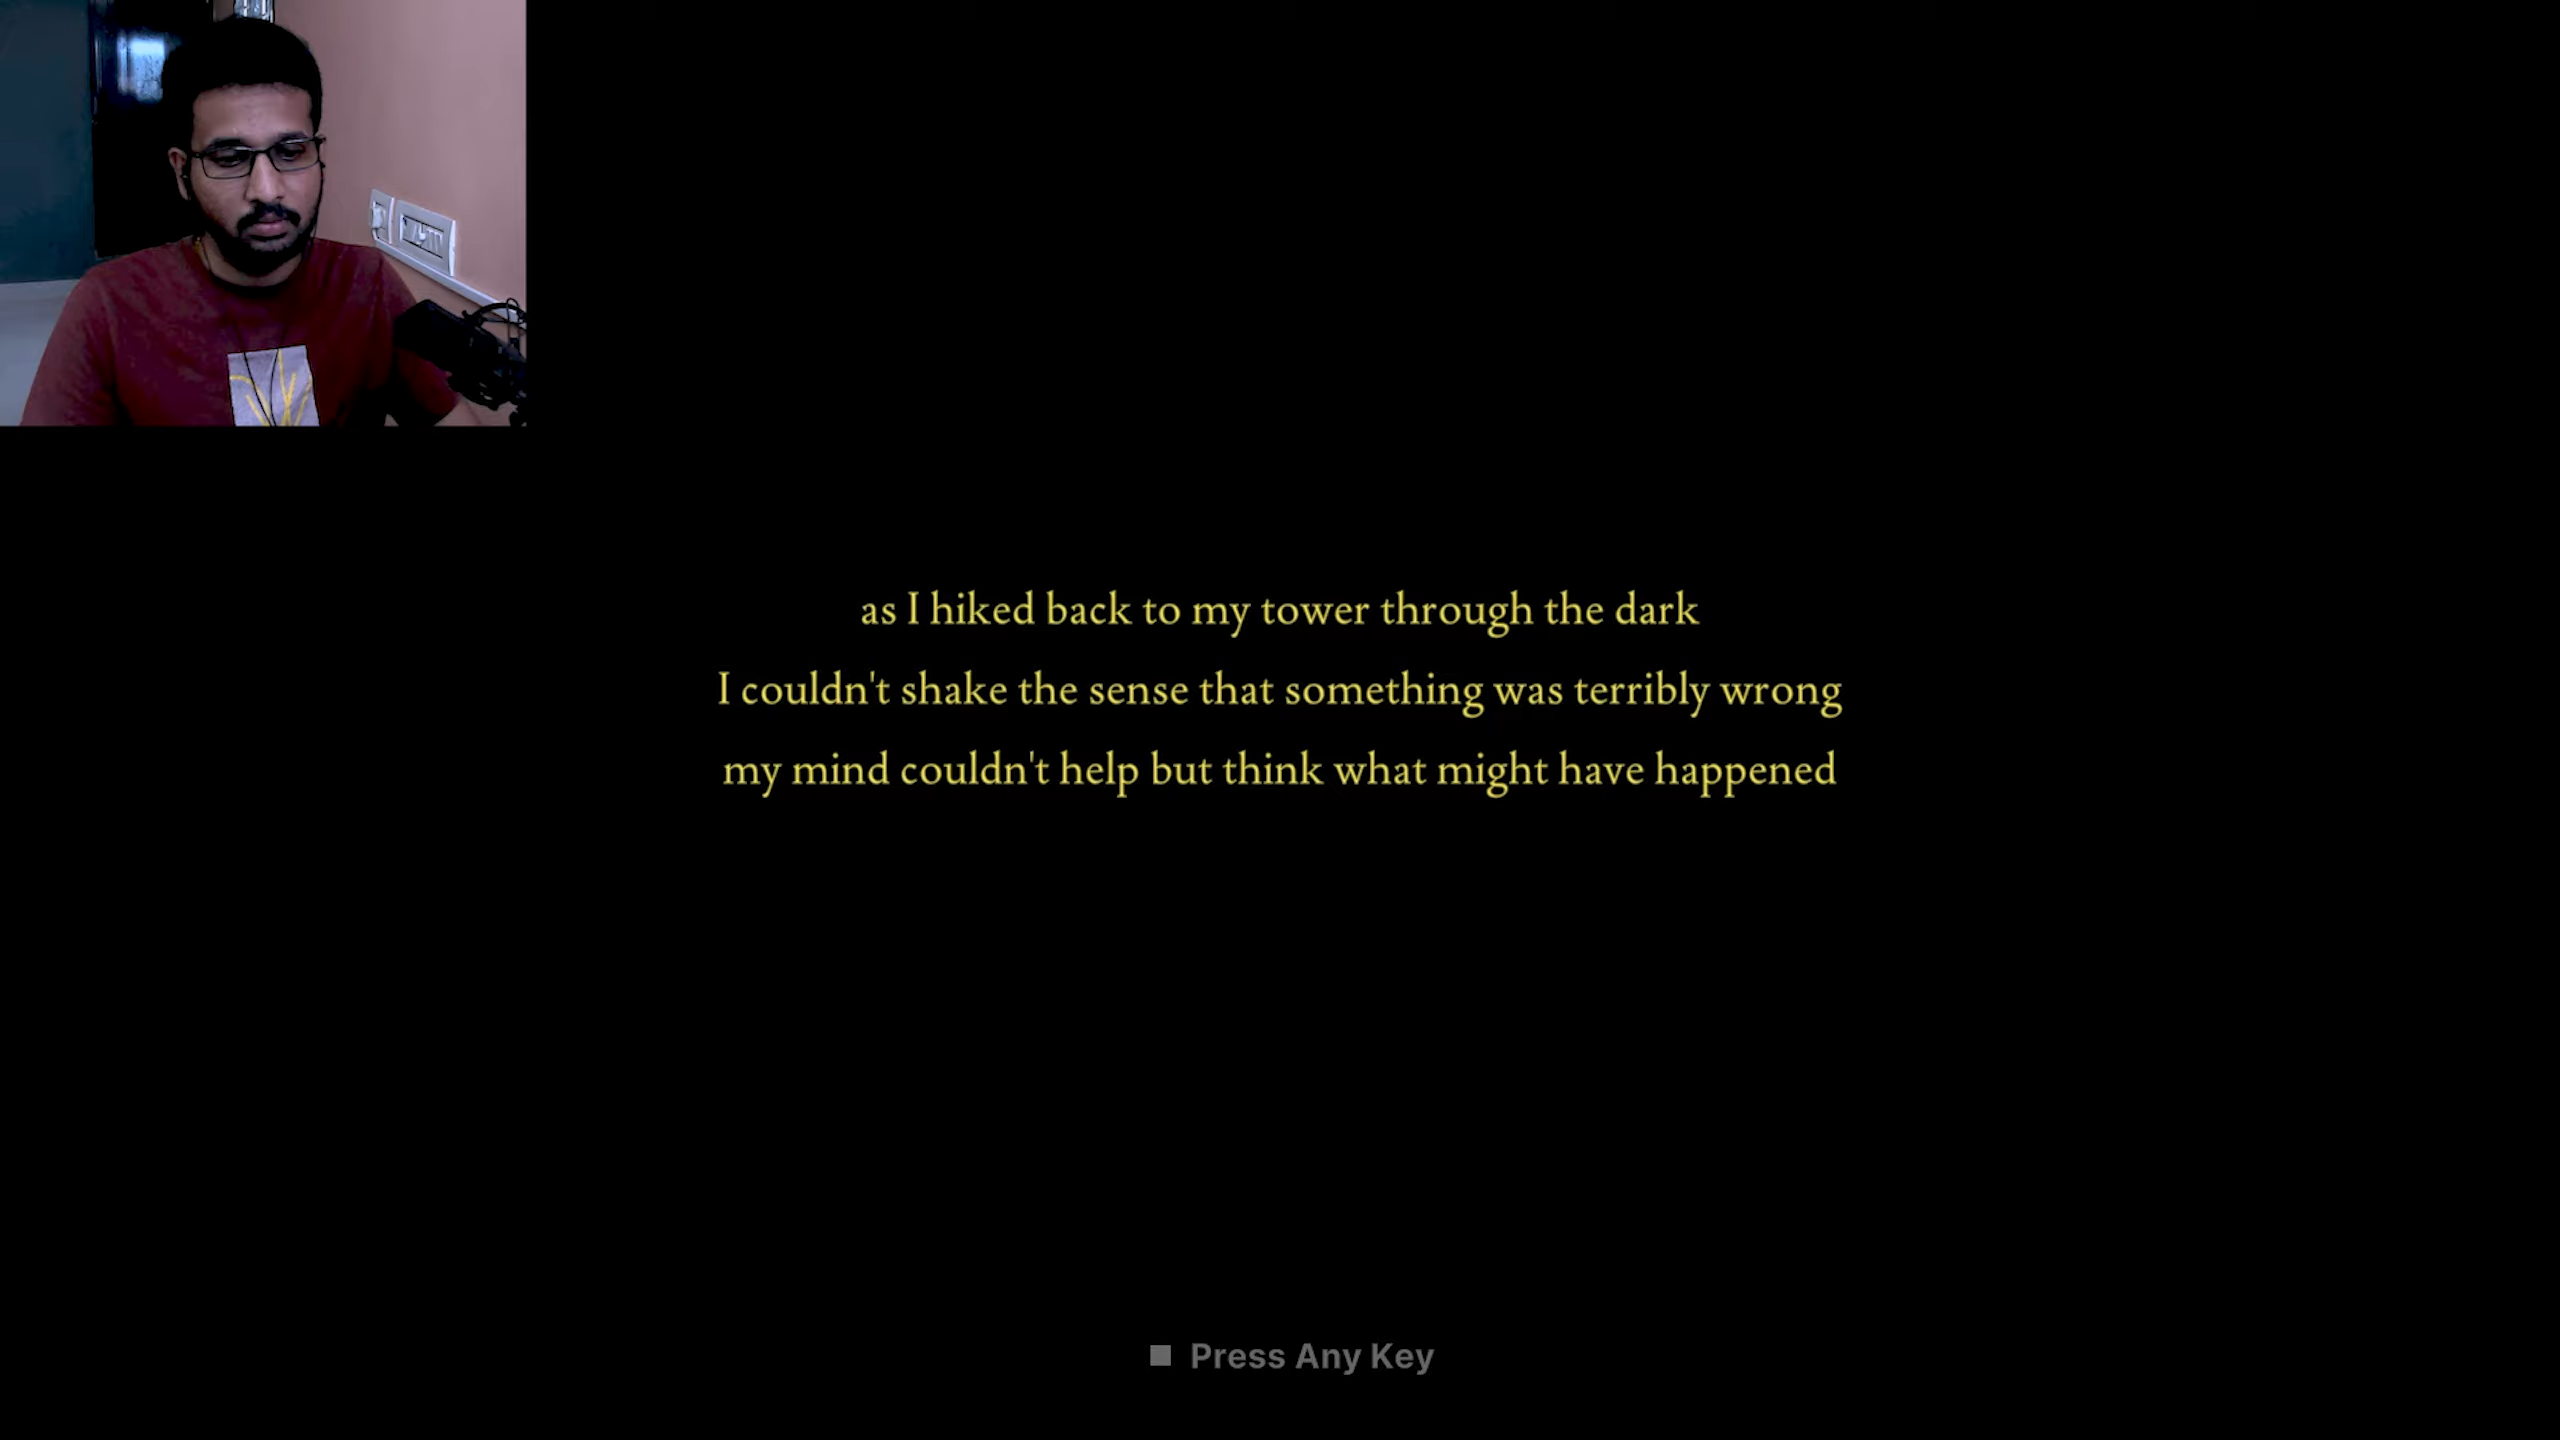 as I hiked back to my tower through the dark
I couldn't shake the sense that something was terribly wrong
my mind couldn't help but think what might have happened
Press Any Key